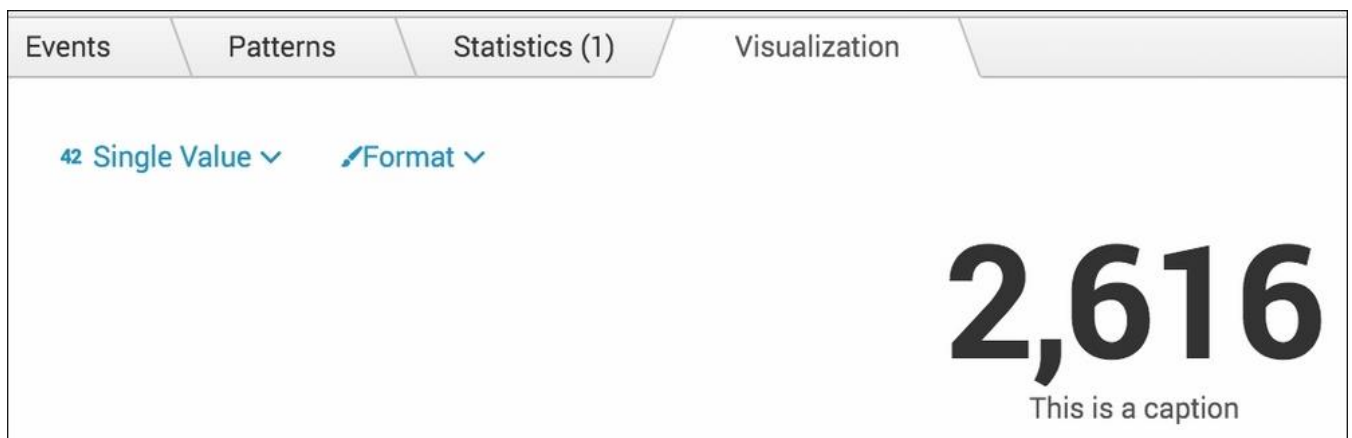 Events Patterns Statistics (1) Visualization
42 Single Value Format
2,616
This is a caption